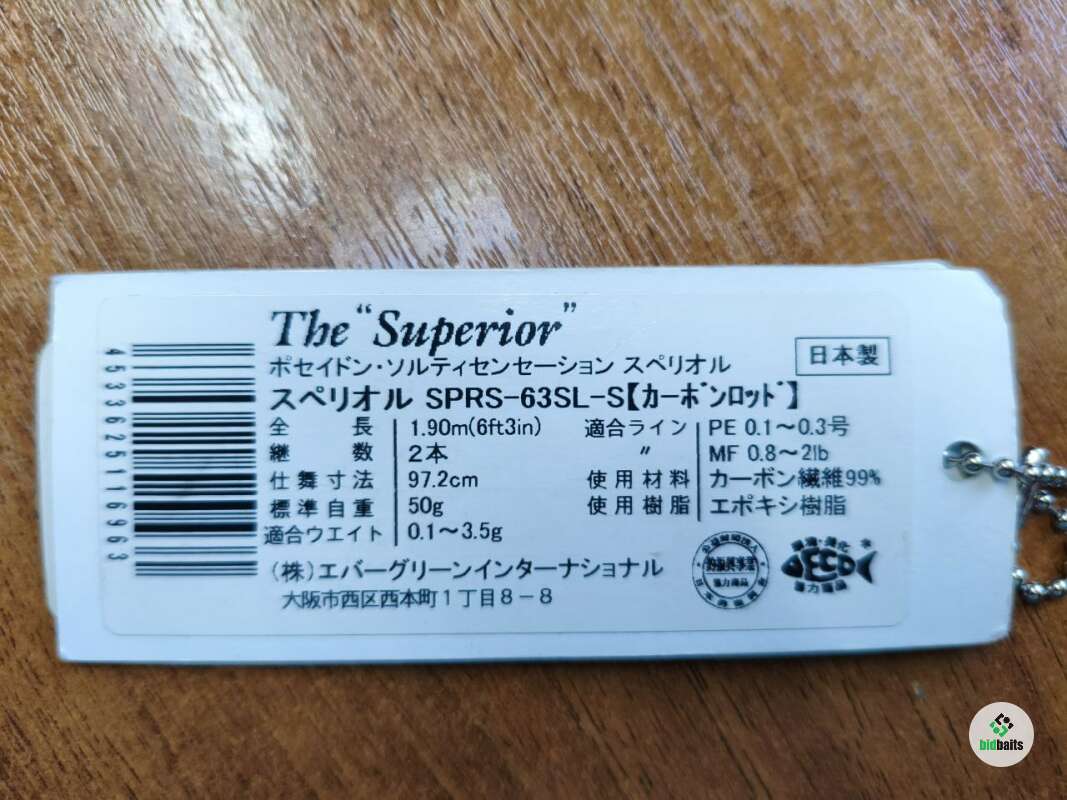 The “Superior”
ポセイドン・ソルティセンセーション スペリオル
日本製
スペリオル SPRS-63SL-S【カーボンロッド】
全長 1.90m(6ft3in) 適合ライン PE 0.1～0.3号
継数 2本 〃 MF 0.8～2lb
仕舞寸法 97.2cm 使用材料 カーボン繊維99%
標準自重 50g 使用樹脂 エポキシ樹脂
適合ウエイト 0.1～3.5g
(株)エバーグリーンインターナショナル
大阪市西区西本町1丁目8-8
4533625116963
ECO
協力商品
bidbaits